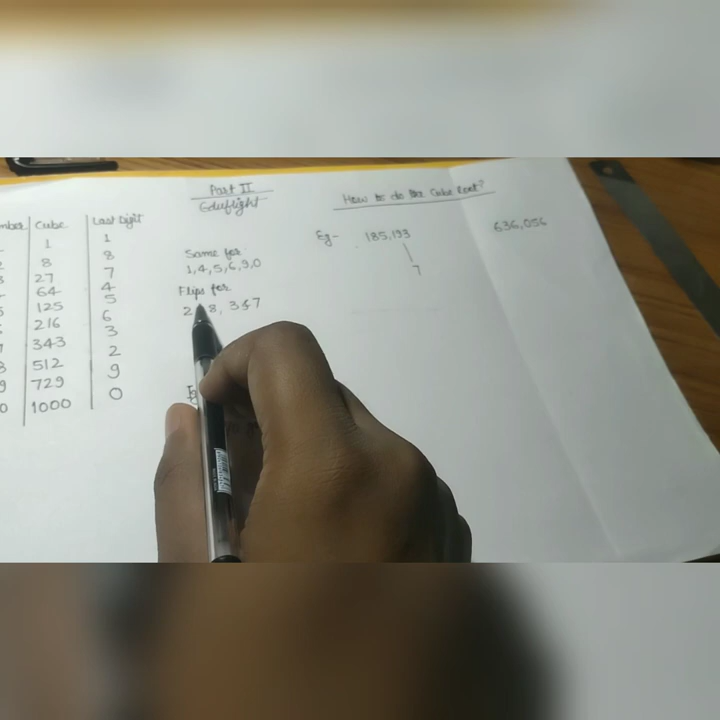 Part II
Eduflight
How to do the Cube Root?
Cube
Last Digit
1
1
8
8
27
7
64
4
125
5
216
6
343
3
512
2
729
9
1000
0
Same for
1,4,5,6,9,0
Flips for
2 8, 3&7
Eg- 185,193
7
636,056